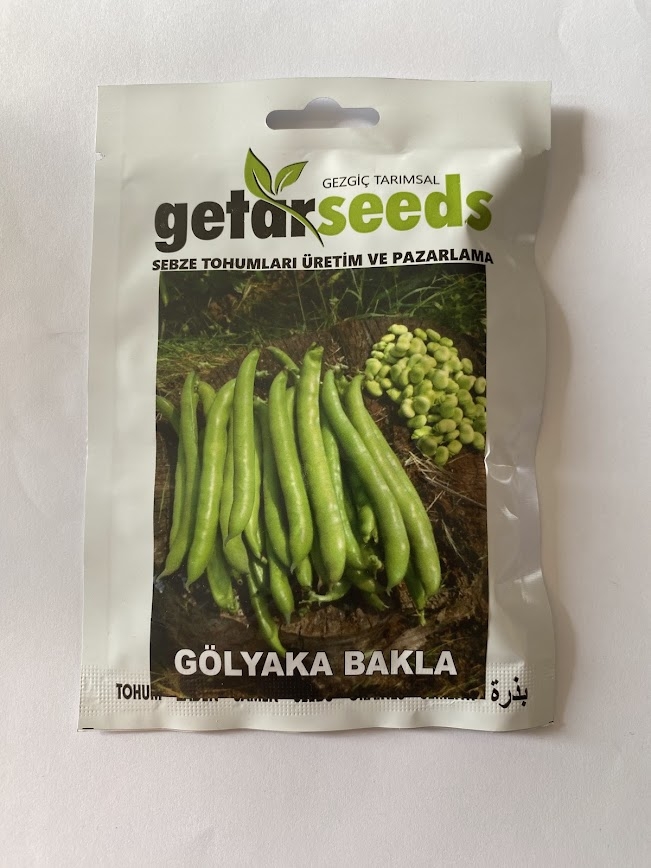 GEZGİÇ TARIMSAL
getarseeds
SEBZE TOHUMLARI ÜRETİM VE PAZARLAMA
GÖLYAKA BAKLA
TOHUM بذرة